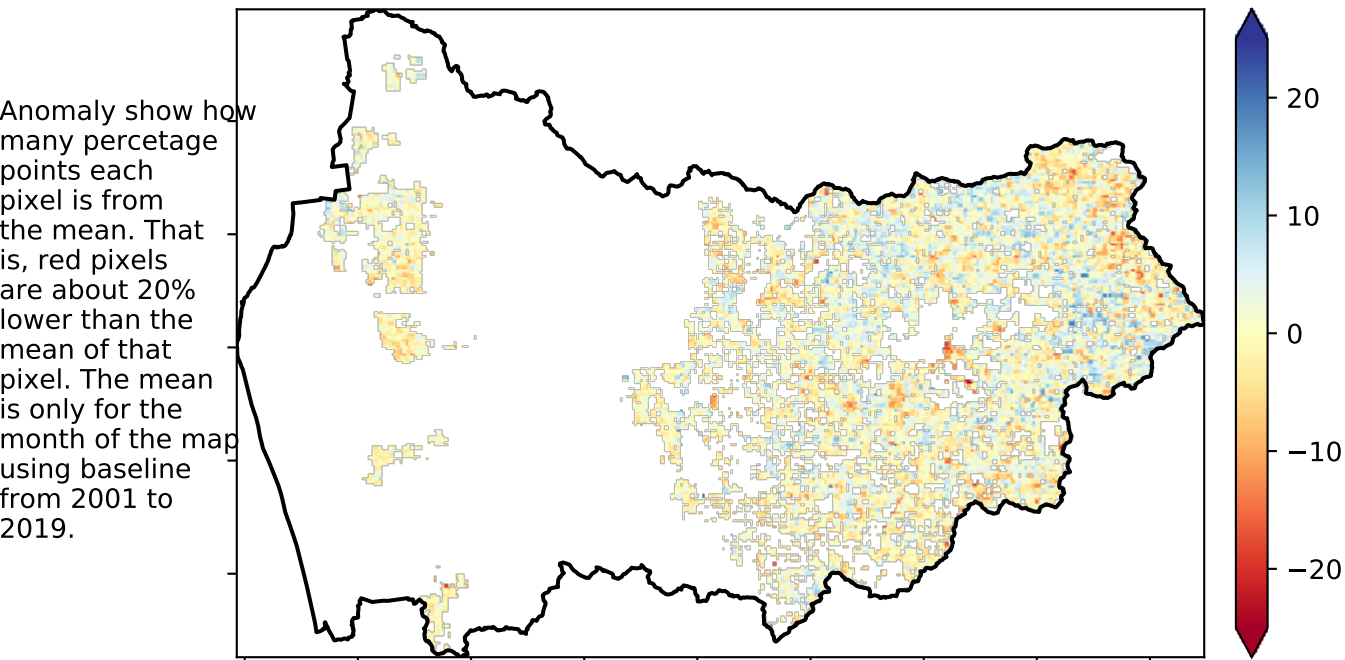 Anomaly show how
many percetage
points each
pixel is from
the mean. That
is, red pixels
are about 20%
lower than the
mean of that
pixel. The mean
is only for the
month of the map
using baseline
from 2001 to
2019.
20
10
0
−10
−20